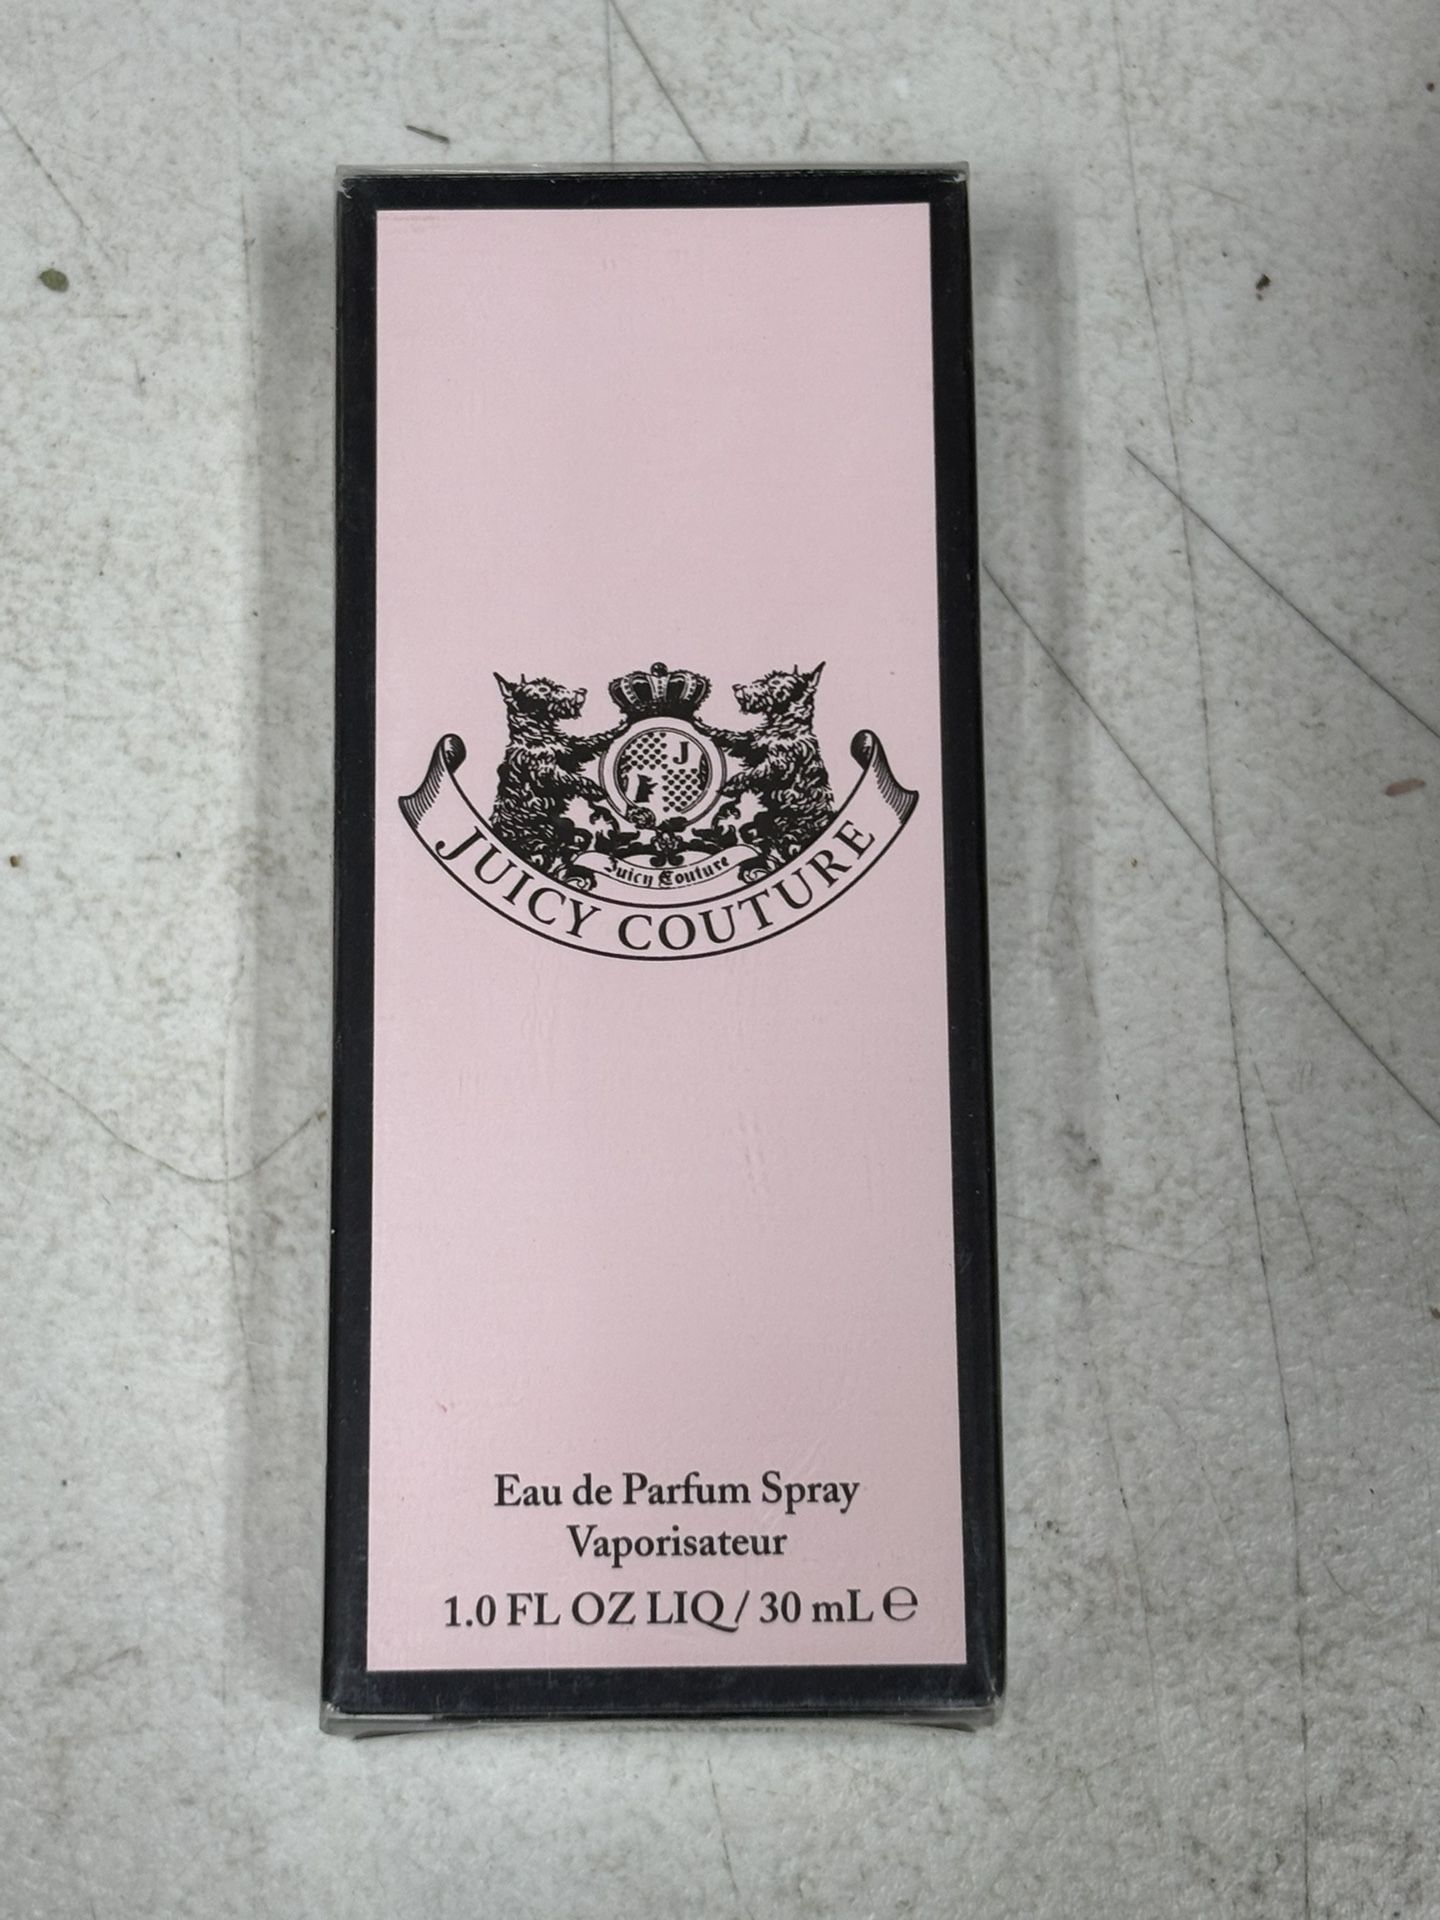 J
Juicy Couture
JUICY COUTURE
Eau de Parfum Spray
Vaporisateur
1.0 FL OZ LIQ / 30 mL ℮